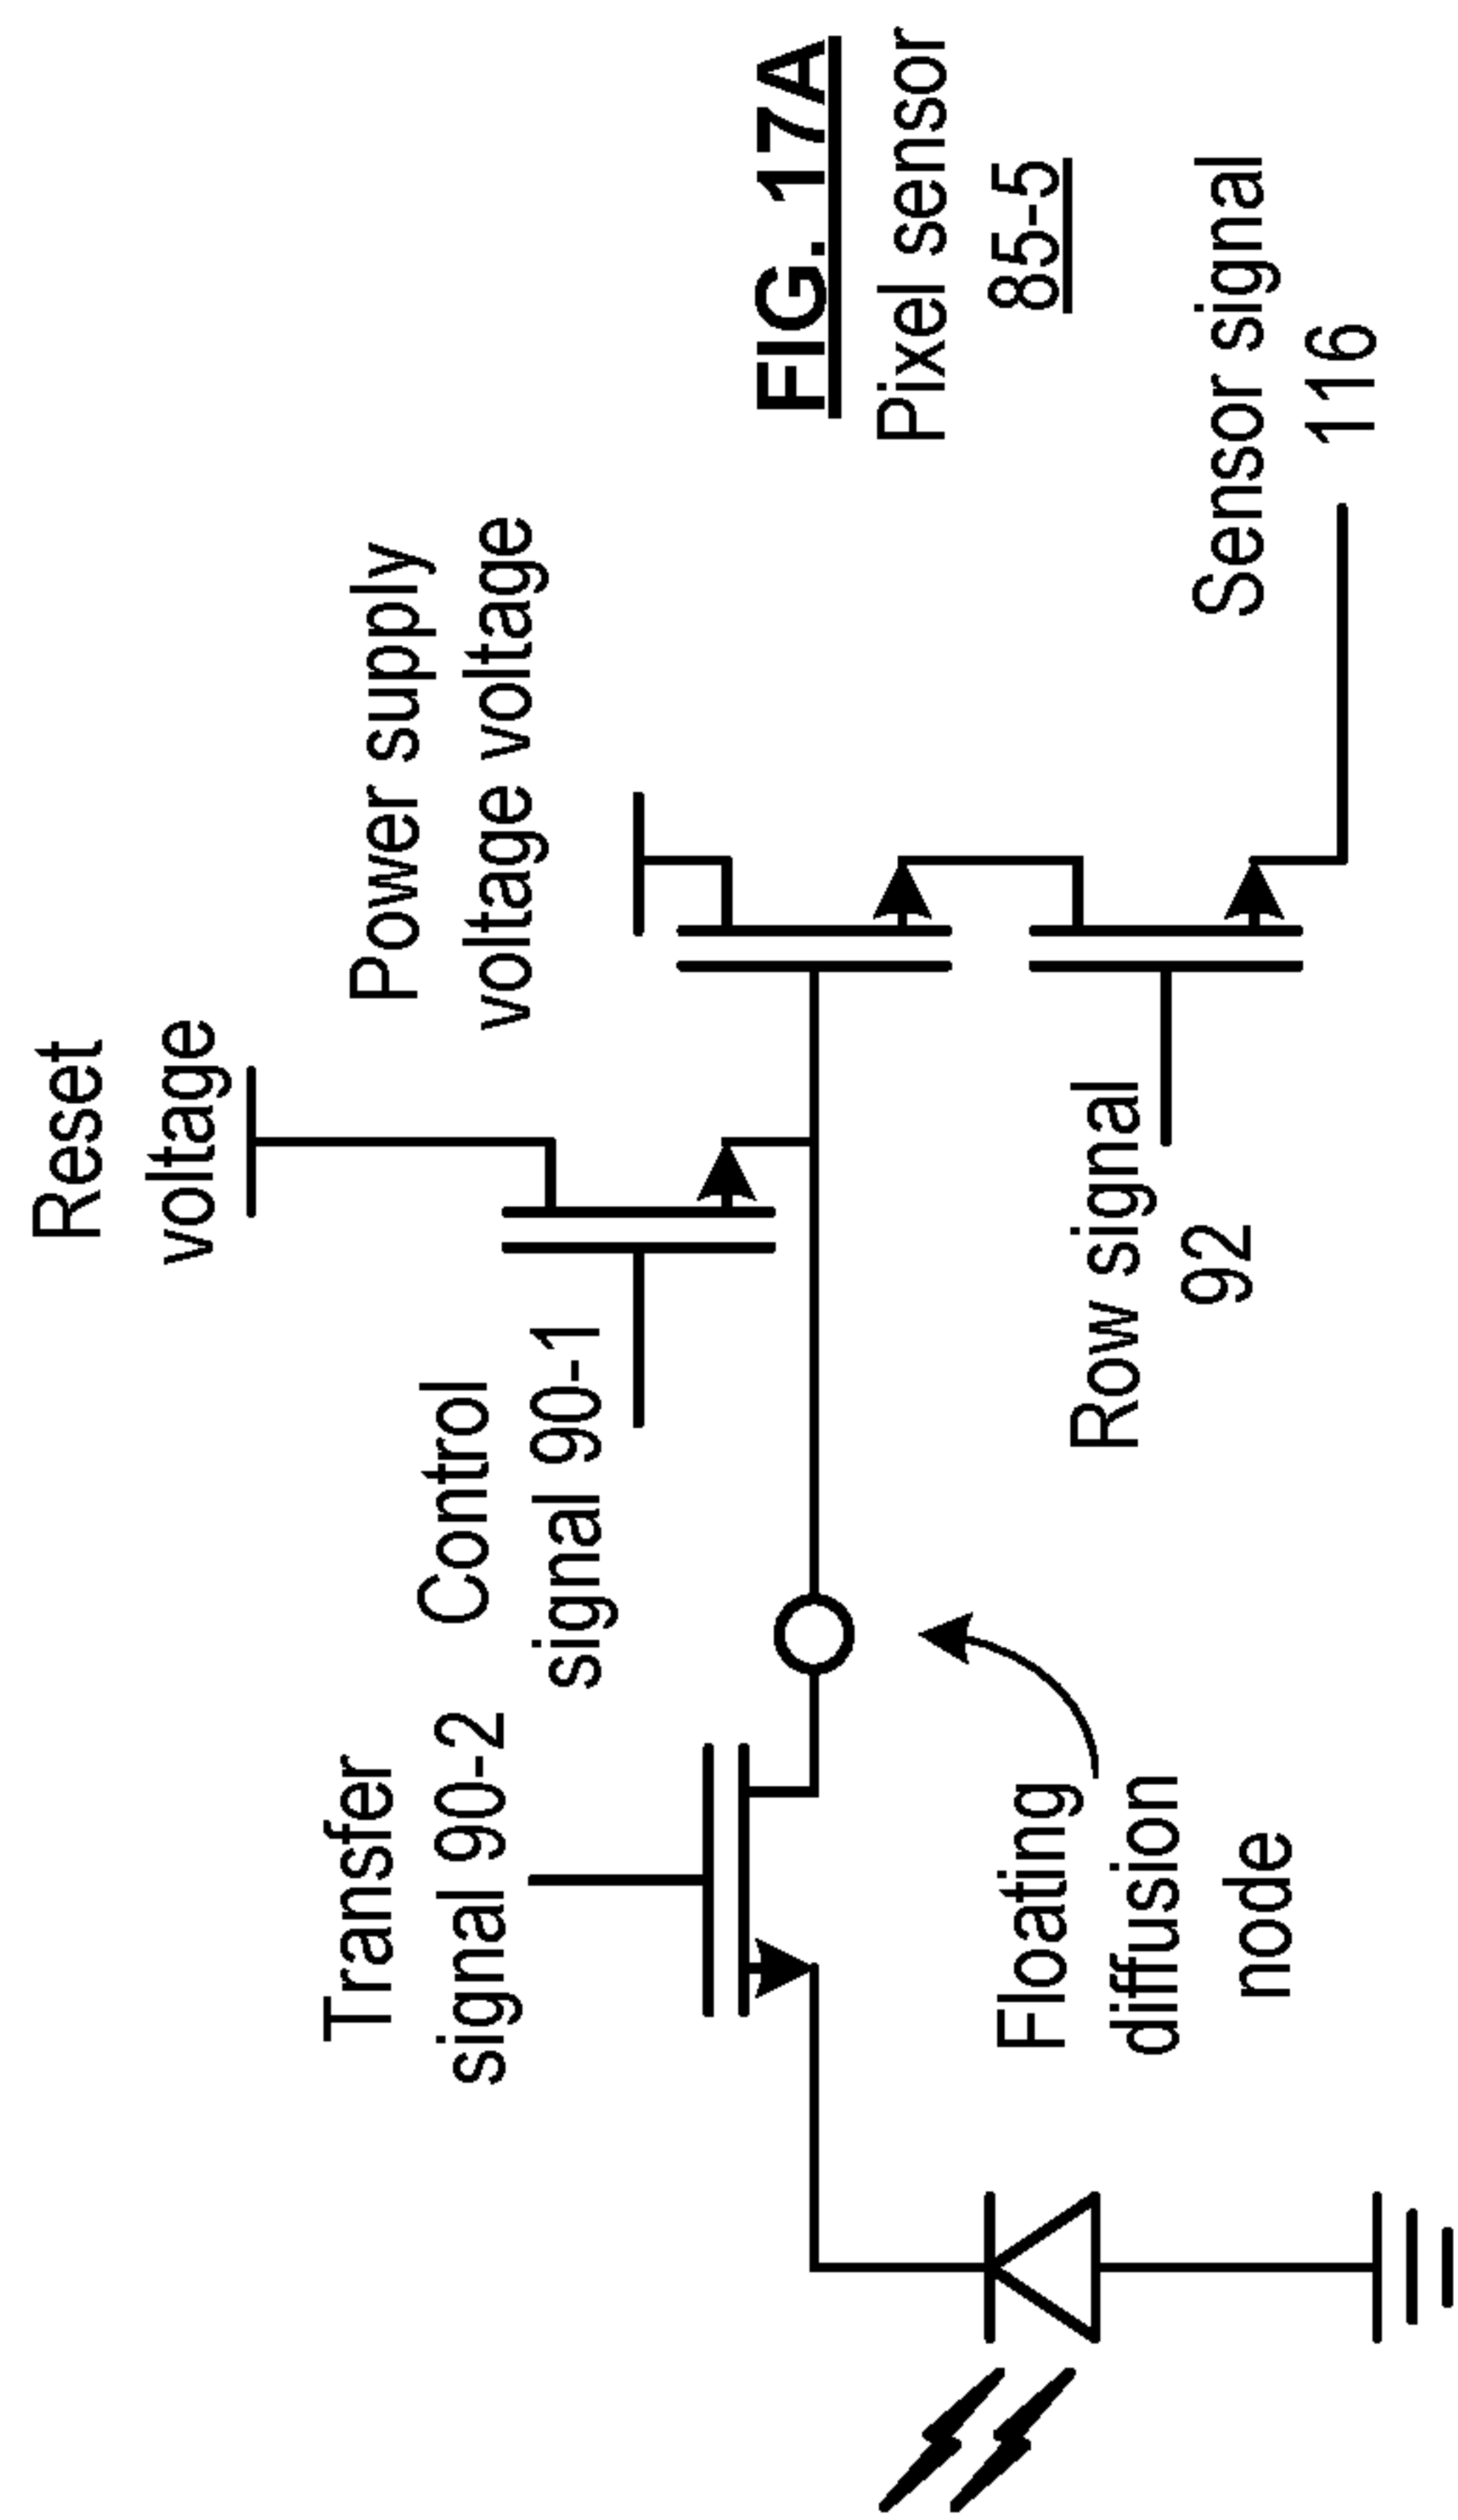 Reset
voltage
Power supply
voltage voltage
Control
signal 90-1
Transfer
signal 90-2
FIG. 17A
Pixel sensor
85-5
Floating
diffusion
node
Row signal
92
Sensor signal
116